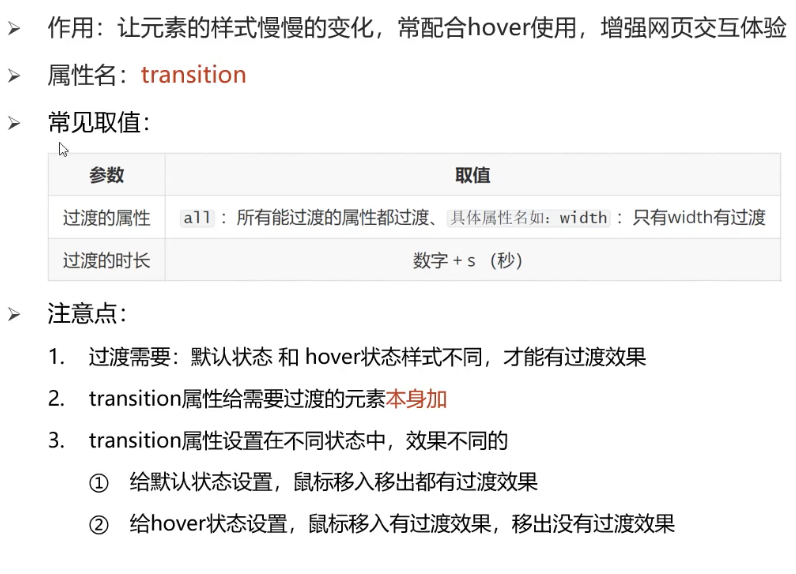 ➢ 作用：让元素的样式慢慢的变化，常配合hover使用，增强网页交互体验
➢ 属性名：transition
➢ 常见取值：
参数 取值
过渡的属性 all ：所有能过渡的属性都过渡、 具体属性名如：width ：只有width有过渡
过渡的时长 数字 + s （秒）
➢ 注意点：
1. 过渡需要：默认状态 和 hover状态样式不同，才能有过渡效果
2. transition属性给需要过渡的元素本身加
3. transition属性设置在不同状态中，效果不同的
① 给默认状态设置，鼠标移入移出都有过渡效果
② 给hover状态设置，鼠标移入有过渡效果，移出没有过渡效果